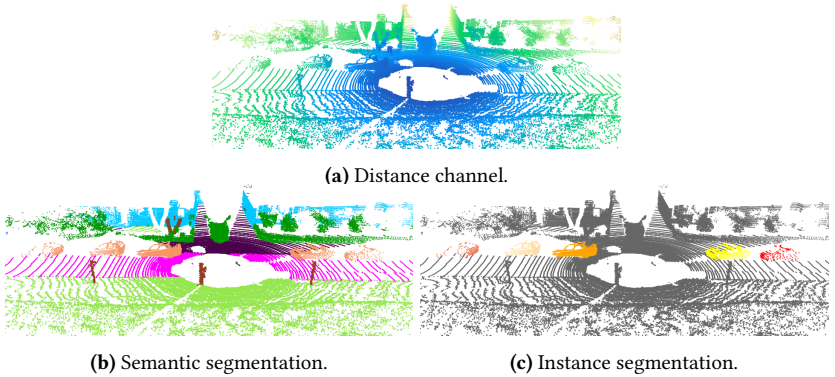 (a) Distance channel.
(b) Semantic segmentation.
(c) Instance segmentation.